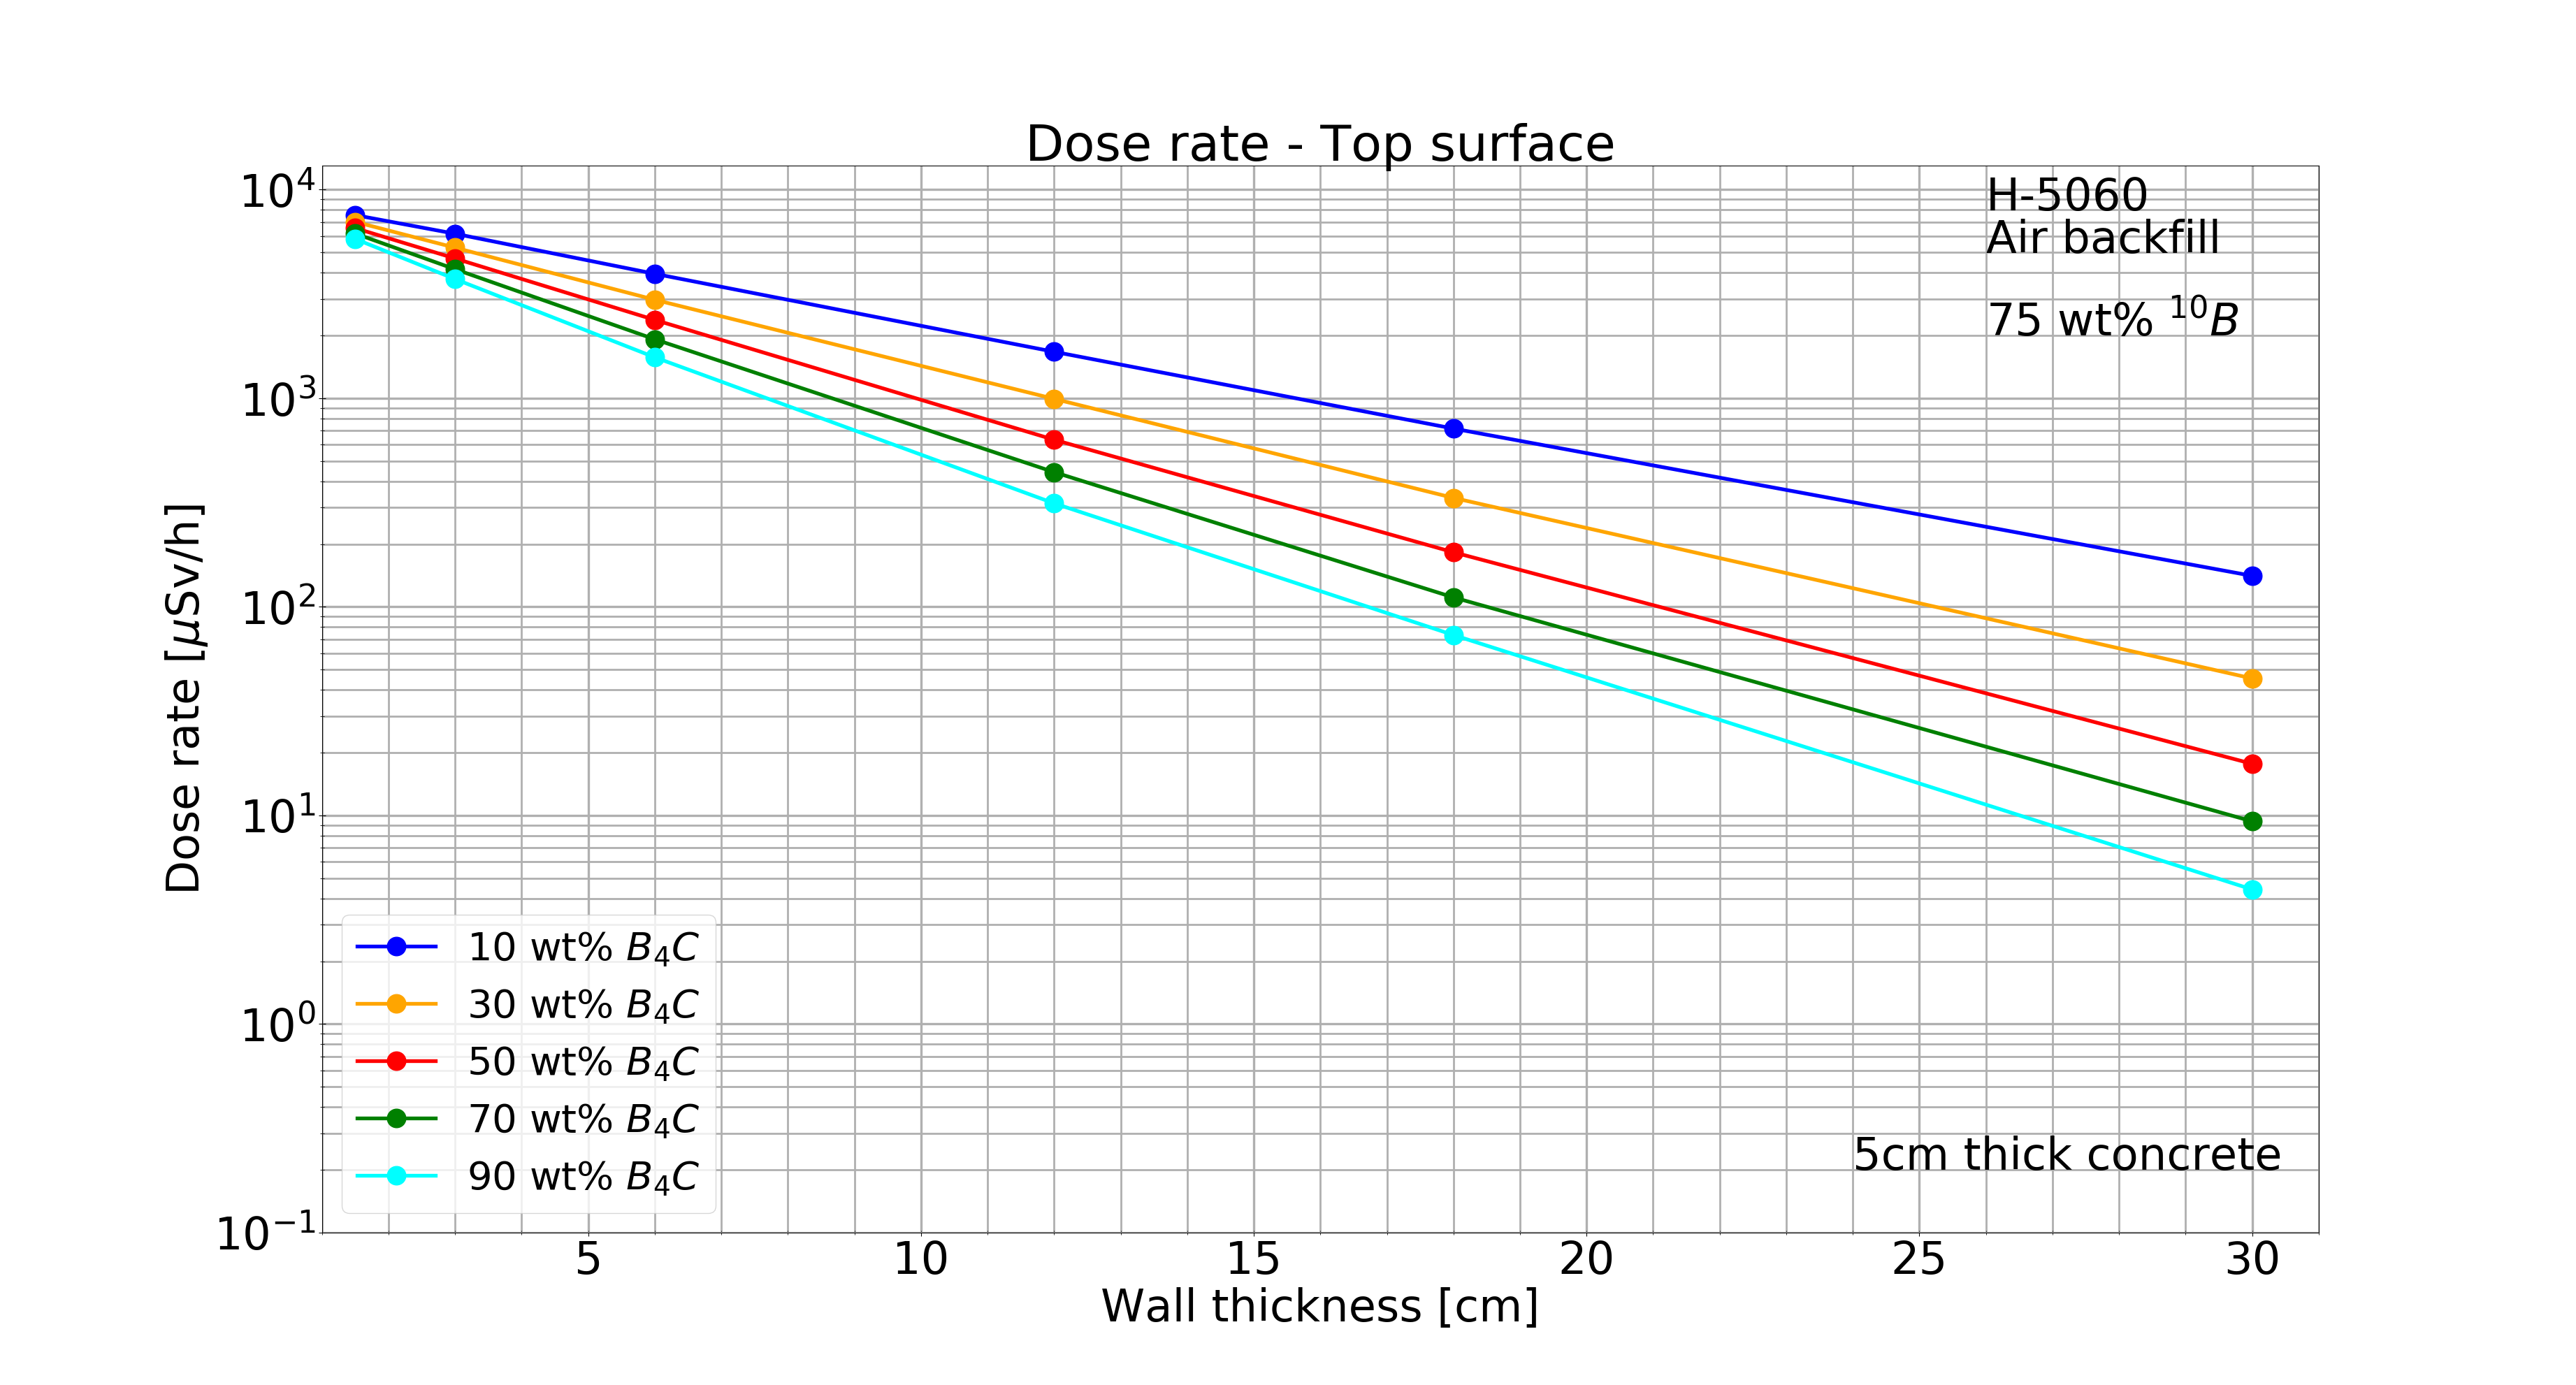 Dose rate - Top surface
H-5060
Air backfill
75 wt% ¹⁰B
Dose rate [μSv/h]
10⁴
10³
10²
10¹
10⁰
10⁻¹
10 wt% B₄C
30 wt% B₄C
50 wt% B₄C
70 wt% B₄C
90 wt% B₄C
5cm thick concrete
5 10 15 20 25 30
Wall thickness [cm]